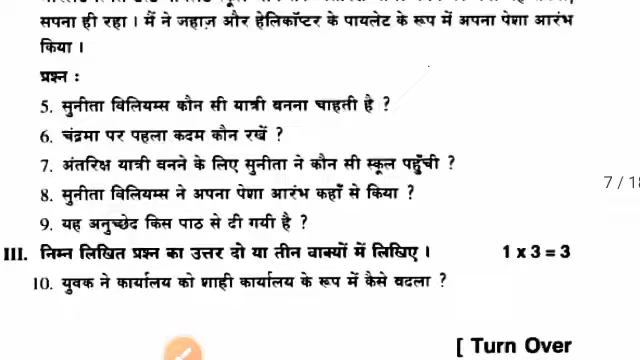 सपना ही रहा । मैं ने जहाज़ और हेलिकॉप्टर के पायलेट के रूप में अपना पेशा आरंभ
किया ।
प्रश्न :
5. सुनीता विलियम्स कौन सी यात्री बनना चाहती है ?
6. चंद्रमा पर पहला कदम कौन रखें ?
7. अंतरिक्ष यात्री बनने के लिए सुनीता ने कौन सी स्कूल पहुँची ?
8. सुनीता विलियम्स ने अपना पेशा आरंभ कहाँ से किया ?
7 / 18
9. यह अनुच्छेद किस पाठ से दी गयी है ?
III. निम्न लिखित प्रश्न का उत्तर दो या तीन वाक्यों में लिखिए । 1 x 3 = 3
10. युवक ने कार्यालय को शाही कार्यालय के रूप में कैसे बदला ?
[ Turn Over